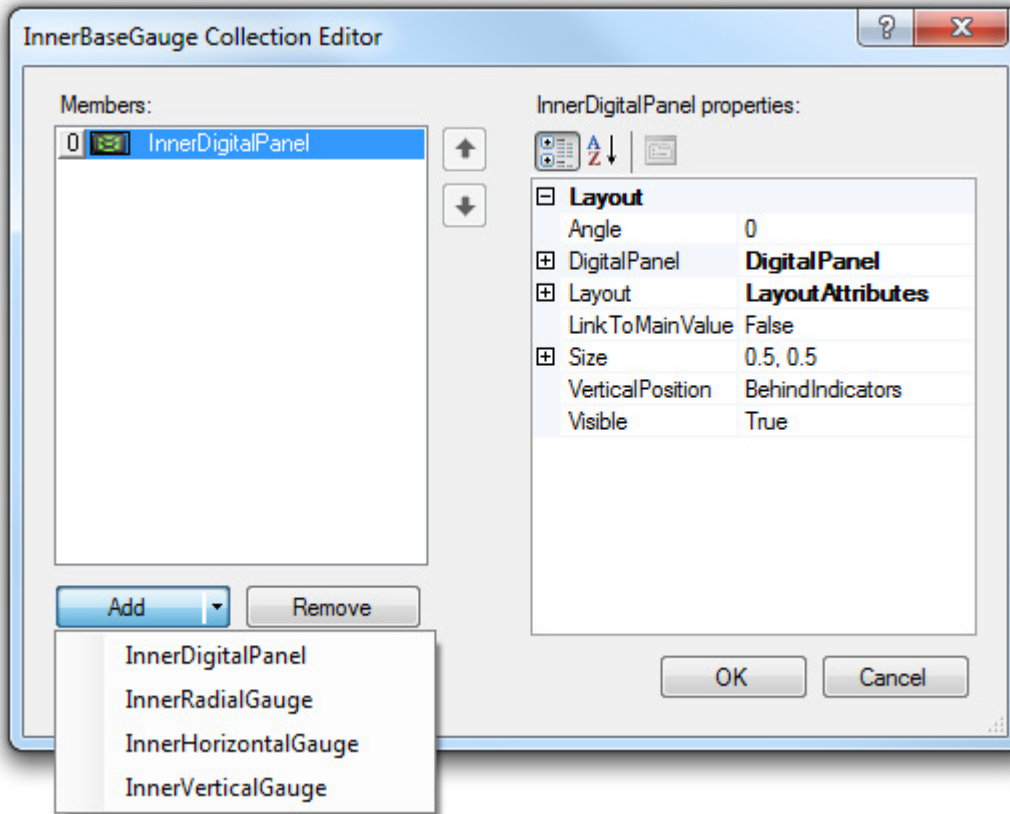 InnerBaseGauge Collection Editor
?
X
Members:
0 InnerDigitalPanel
InnerDigitalPanel properties:
A
Z
Layout
Angle 0
DigitalPanel DigitalPanel
Layout LayoutAttributes
LinkToMainValue False
Size 0.5, 0.5
VerticalPosition BehindIndicators
Visible True
Add
Remove
InnerDigitalPanel
InnerRadialGauge
InnerHorizontalGauge
InnerVerticalGauge
OK
Cancel